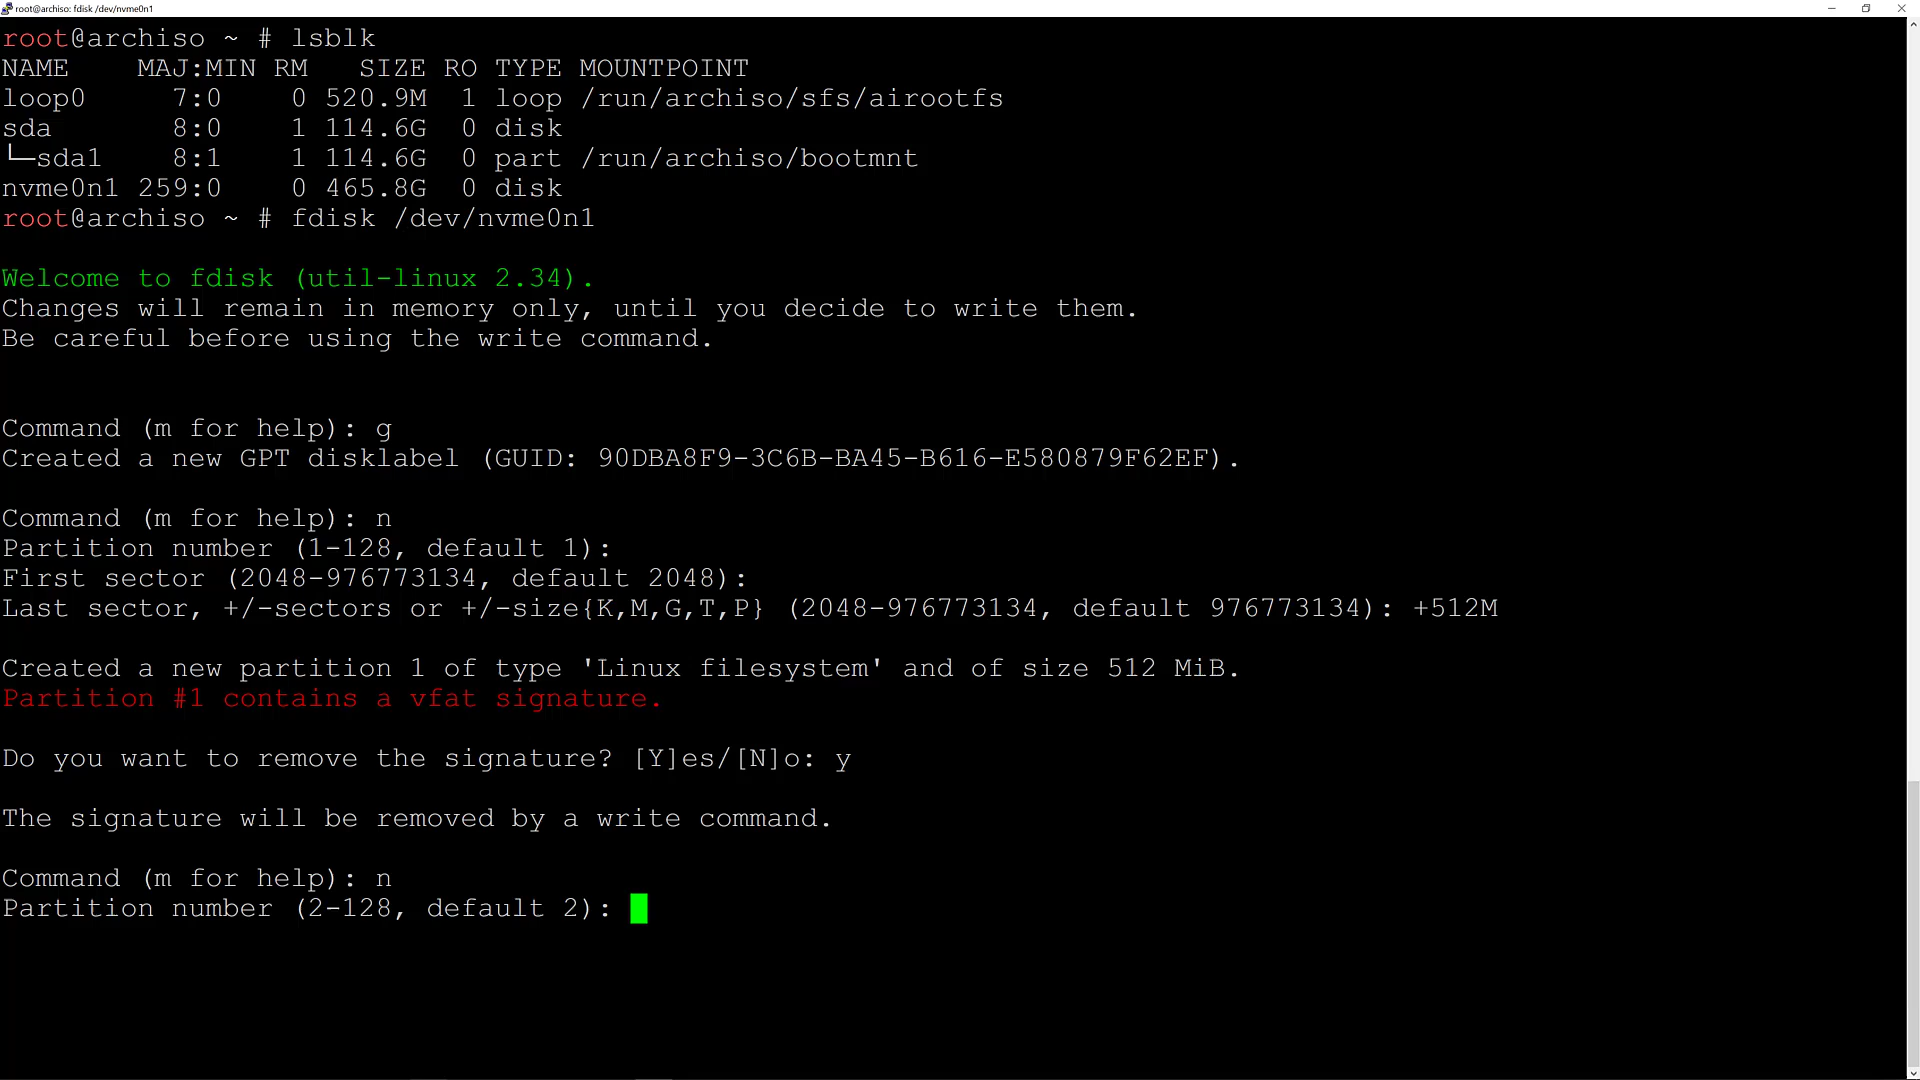 root@archiso: fdisk /dev/nvme0n1
root@archiso ~ # lsblk
NAME    MAJ:MIN RM   SIZE RO TYPE MOUNTPOINT
loop0     7:0    0 520.9M  1 loop /run/archiso/sfs/airootfs
sda       8:0    1 114.6G  0 disk
└─sda1    8:1    1 114.6G  0 part /run/archiso/bootmnt
nvme0n1 259:0    0 465.8G  0 disk
root@archiso ~ # fdisk /dev/nvme0n1
Welcome to fdisk (util-linux 2.34).
Changes will remain in memory only, until you decide to write them.
Be careful before using the write command.
Command (m for help): g
Created a new GPT disklabel (GUID: 90DBA8F9-3C6B-BA45-B616-E580879F62EF).
Command (m for help): n
Partition number (1-128, default 1):
First sector (2048-976773134, default 2048):
Last sector, +/-sectors or +/-size{K,M,G,T,P} (2048-976773134, default 976773134): +512M
Created a new partition 1 of type 'Linux filesystem' and of size 512 MiB.
Partition #1 contains a vfat signature.
Do you want to remove the signature? [Y]es/[N]o: y
The signature will be removed by a write command.
Command (m for help): n
Partition number (2-128, default 2):